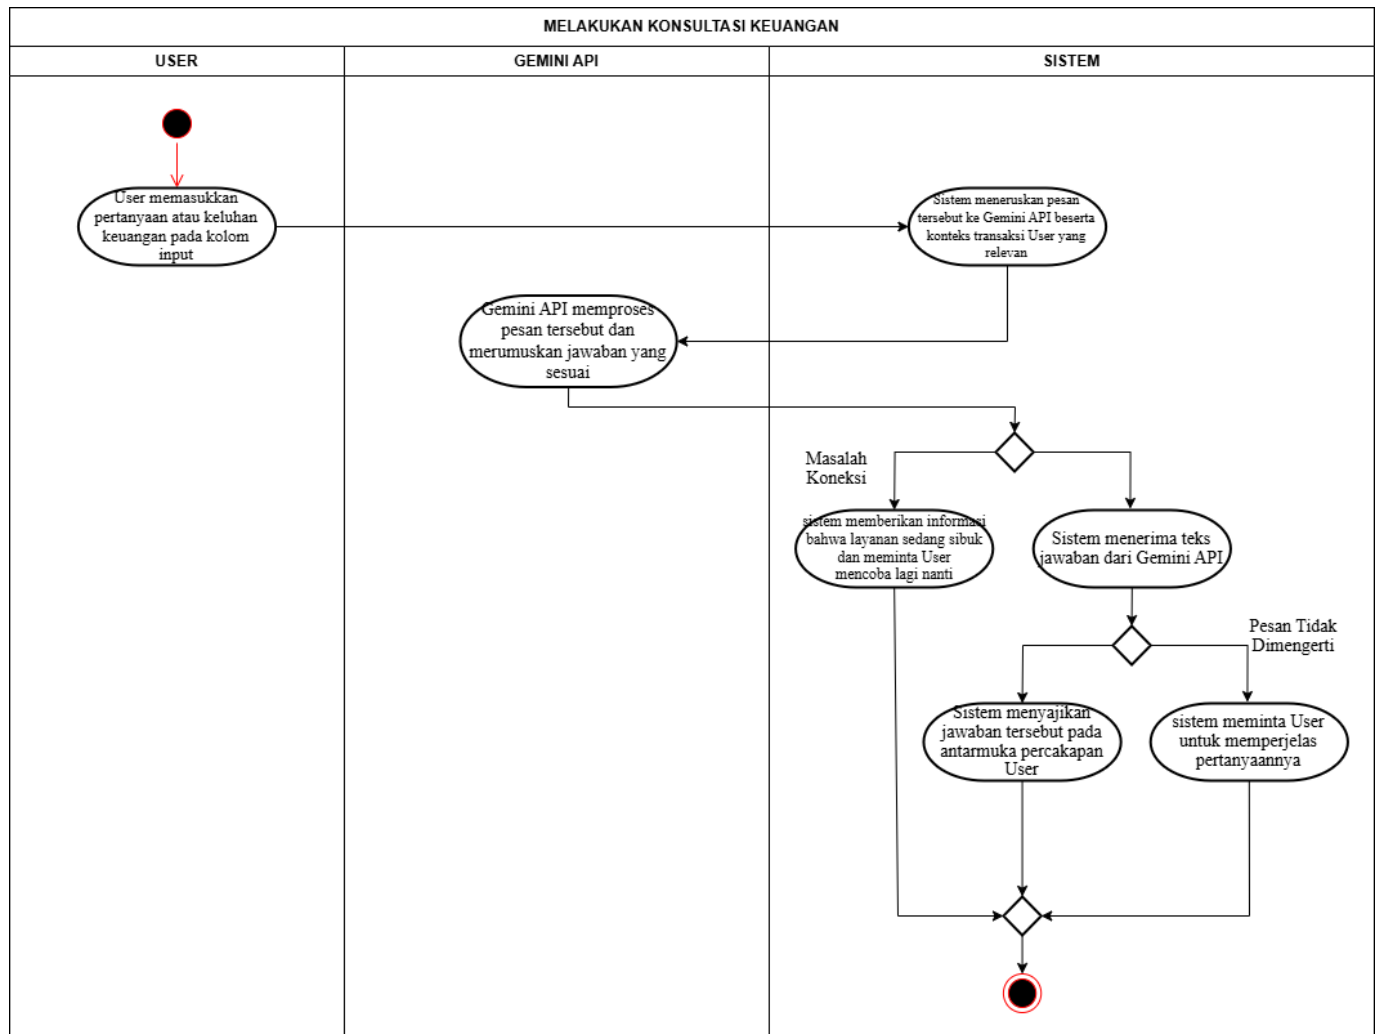 MELAKUKAN KONSULTASI KEUANGAN
USER
GEMINI API
SISTEM
User memasukkan
pertanyaan atau keluhan
keuangan pada kolom
input
Sistem meneruskan pesan
tersebut ke Gemini API beserta
konteks transaksi User yang
relevan
Gemini API memproses
pesan tersebut dan
merumuskan jawaban yang
sesuai
Masalah
Koneksi
sistem memberikan informasi
bahwa layanan sedang sibuk
dan meminta User
mencoba lagi nanti
Sistem menerima teks
jawaban dari Gemini API
Pesan Tidak
Dimengerti
Sistem menyajikan
jawaban tersebut pada
antarmuka percakapan
User
sistem meminta User
untuk memperjelas
pertanyaannya